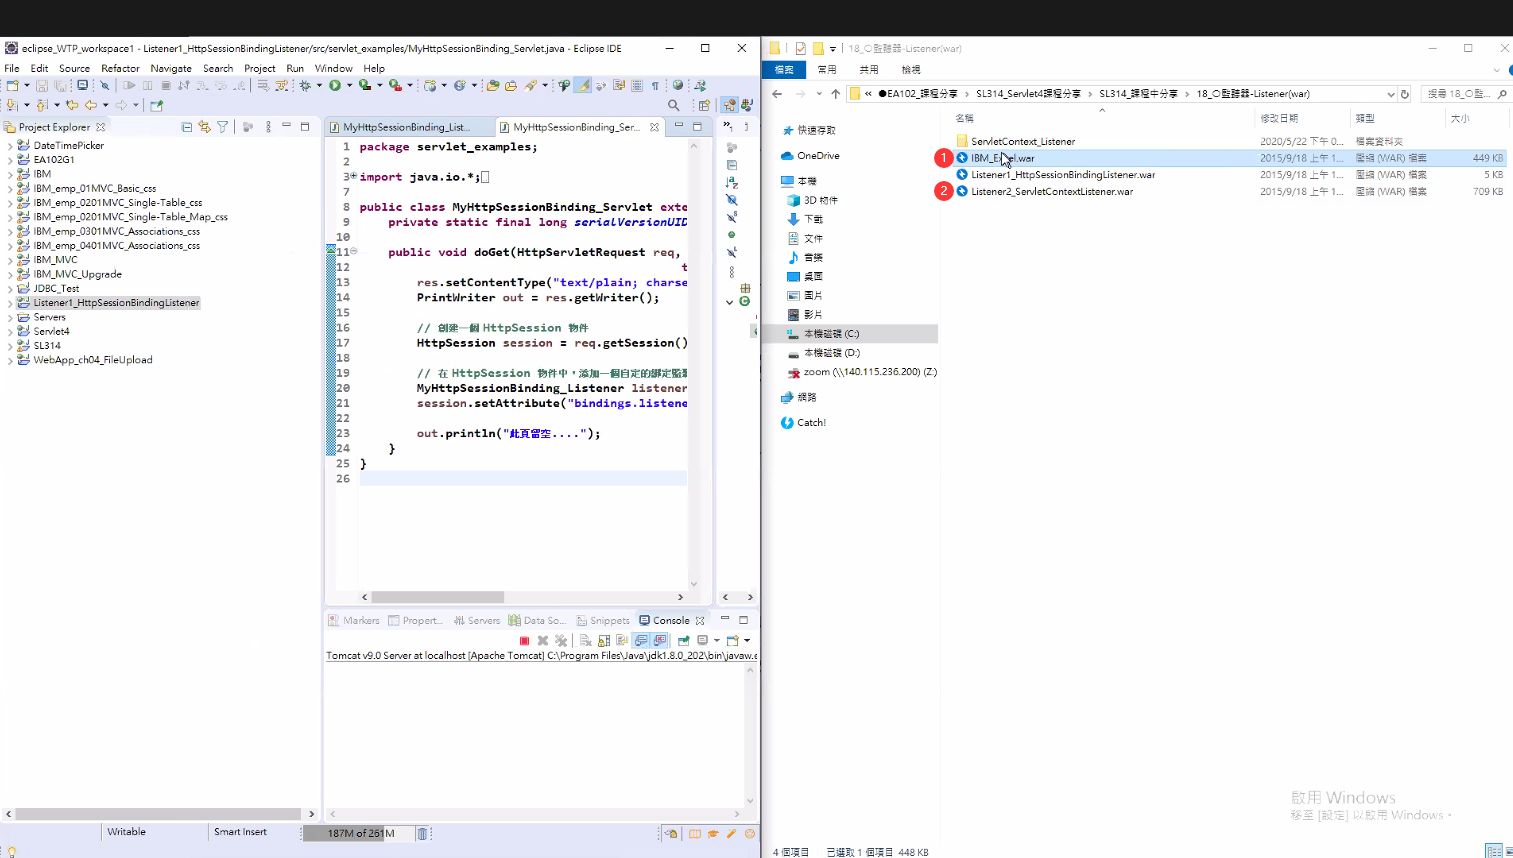 eclipse_WTP_workspace1 - Listener1_HttpSessionBindingListener/src/servlet_examples/MyHttpSessionBinding_Servlet.java - Eclipse IDE
File Edit Source Refactor Navigate Search Project Run Window Help
Project Explorer
DateTimePicker
EA102G1
IBM
IBM_emp_01MVC_Basic_css
IBM_emp_0201MVC_Single-Table_css
IBM_emp_0201MVC_Single-Table_Map_css
IBM_emp_0301MVC_Associations_css
IBM_emp_0401MVC_Associations_css
IBM_MVC
IBM_MVC_Upgrade
JDBC_Test
Listener1_HttpSessionBindingListener
Servers
Servlet4
SL314
WebApp_ch04_FileUpload
MyHttpSessionBinding_List... MyHttpSessionBinding_Ser...
1 package servlet_examples;
2
3 import java.io.*;
7
8 public class MyHttpSessionBinding_Servlet exte
9 private static final long serialVersionUID
10
11 public void doGet(HttpServletRequest req,
12 t
13 res.setContentType("text/plain; charse
14 PrintWriter out = res.getWriter();
15
16 // 創建一個 HttpSession 物件
17 HttpSession session = req.getSession()
18
19 // 在 HttpSession 物件中，添加一個自定的綁定監
20 MyHttpSessionBinding_Listener listener
21 session.setAttribute("bindings.listene
22
23 out.println("此頁留空....");
24 }
25 }
26
Markers Propert... Servers Data So... Snippets Console
Tomcat v9.0 Server at localhost [Apache Tomcat] C:\Program Files\Java\jdk1.8.0_202\bin\javaw.e
Writable Smart Insert 187M of 261M
18_○監聽器-Listener(war)
檔案 常用 共用 檢視
« ●EA102_課程分享 › SL314_Servlet4課程分享 › SL314_課程中分享 › 18_○監聽器-Listener(war)
搜尋 18_○監...
快速存取
OneDrive
本機
3D 物件
下載
文件
音樂
桌面
圖片
影片
本機磁碟 (C:)
本機磁碟 (D:)
zoom (\\140.115.236.200) (Z:)
網路
Catch!
名稱 修改日期 類型 大小
ServletContext_Listener 2020/5/22 下午 0... 檔案資料夾
1 IBM_Excel.war 2015/9/18 上午 1... 壓縮 (WAR) 檔案 449 KB
Listener1_HttpSessionBindingListener.war 2015/9/18 上午 1... 壓縮 (WAR) 檔案 5 KB
2 Listener2_ServletContextListener.war 2015/9/18 上午 1... 壓縮 (WAR) 檔案 709 KB
啟用 Windows
移至 [設定] 以啟用 Windows。
4 個項目 已選取 1 個項目 448 KB